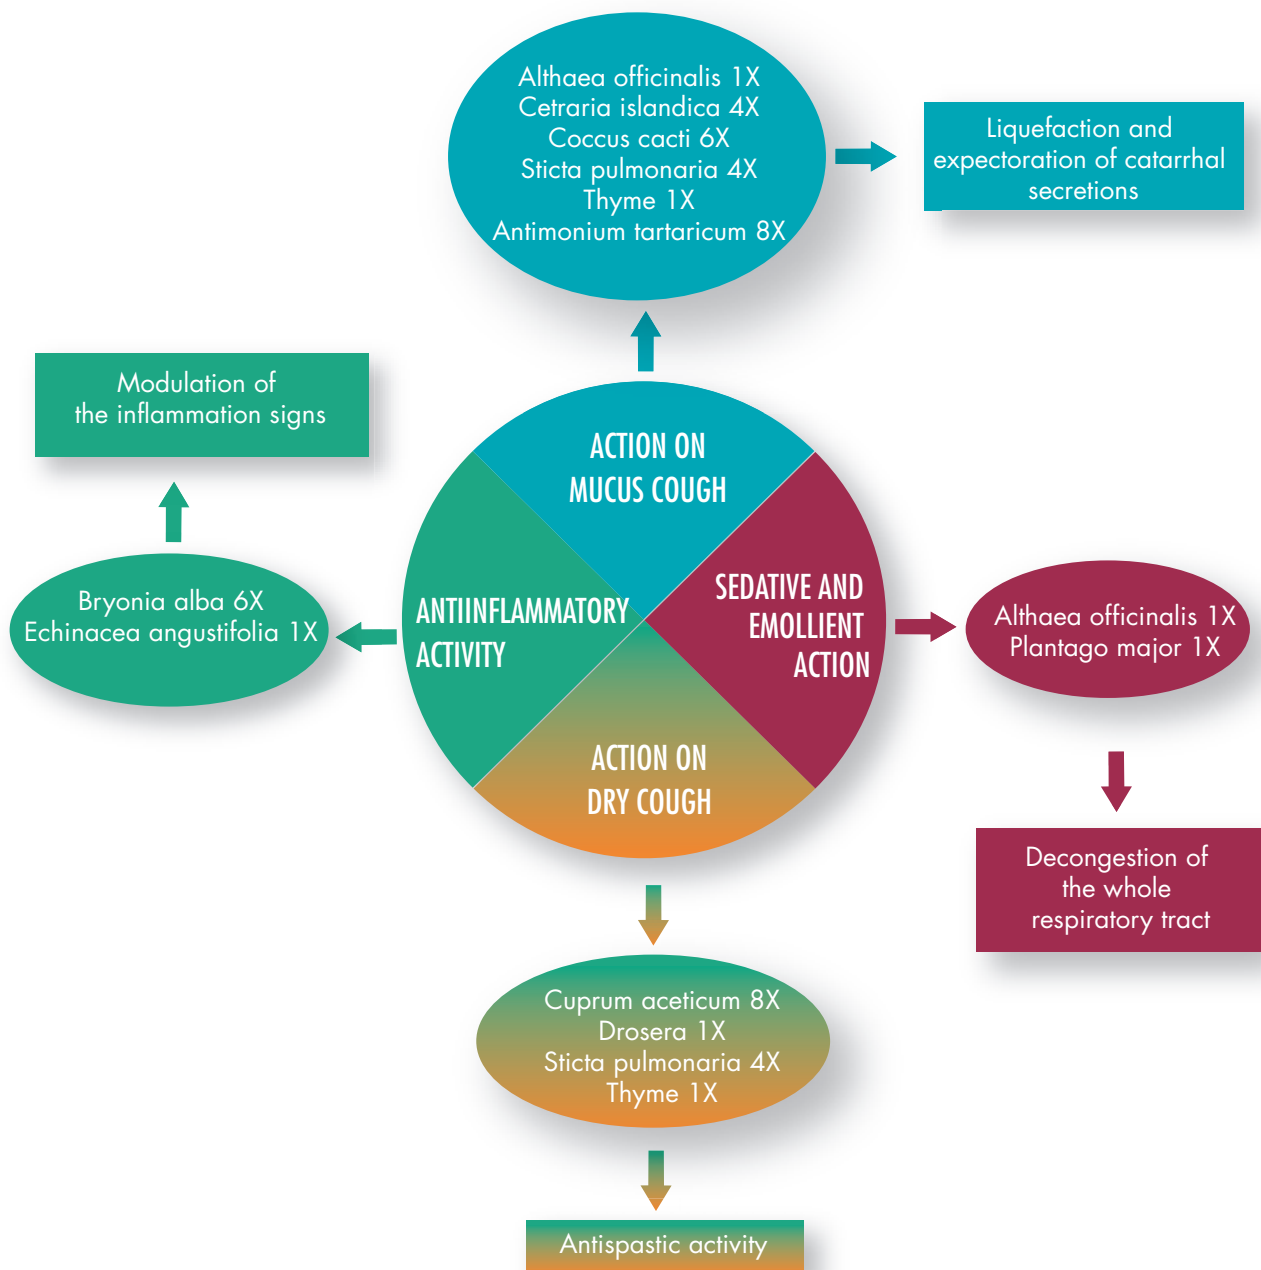 Althaea officinalis 1X
Cetraria islandica 4X
Coccus cacti 6X
Sticta pulmonaria 4X
Thyme 1X
Antimonium tartaricum 8X
Liquefaction and
expectoration of catarrhal
secretions
Modulation of
the inflammation signs
ACTION ON
MUCUS COUGH
Bryonia alba 6X
Echinacea angustifolia 1X
ANTIINFLAMMATORY
ACTIVITY
SEDATIVE AND
EMOLLIENT
ACTION
Althaea officinalis 1X
Plantago major 1X
ACTION ON
DRY COUGH
Decongestion of
the whole
respiratory tract
Cuprum aceticum 8X
Drosera 1X
Sticta pulmonaria 4X
Thyme 1X
Antispastic activity